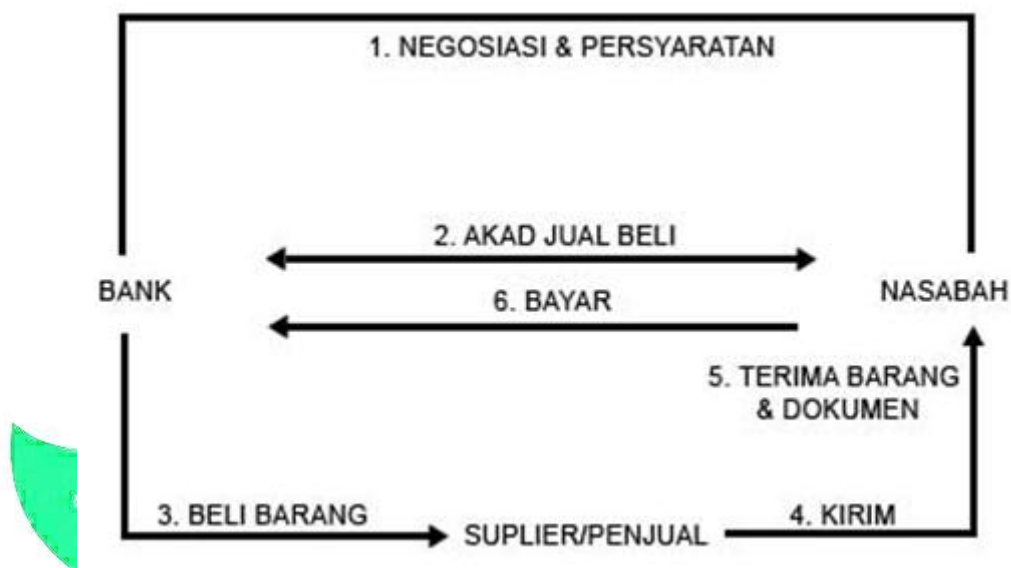 1. NEGOSIASI & PERSYARATAN
2. AKAD JUAL BELI
BANK
NASABAH
6. BAYAR
5. TERIMA BARANG
& DOKUMEN
3. BELI BARANG
SUPLIER/PENJUAL
4. KIRIM